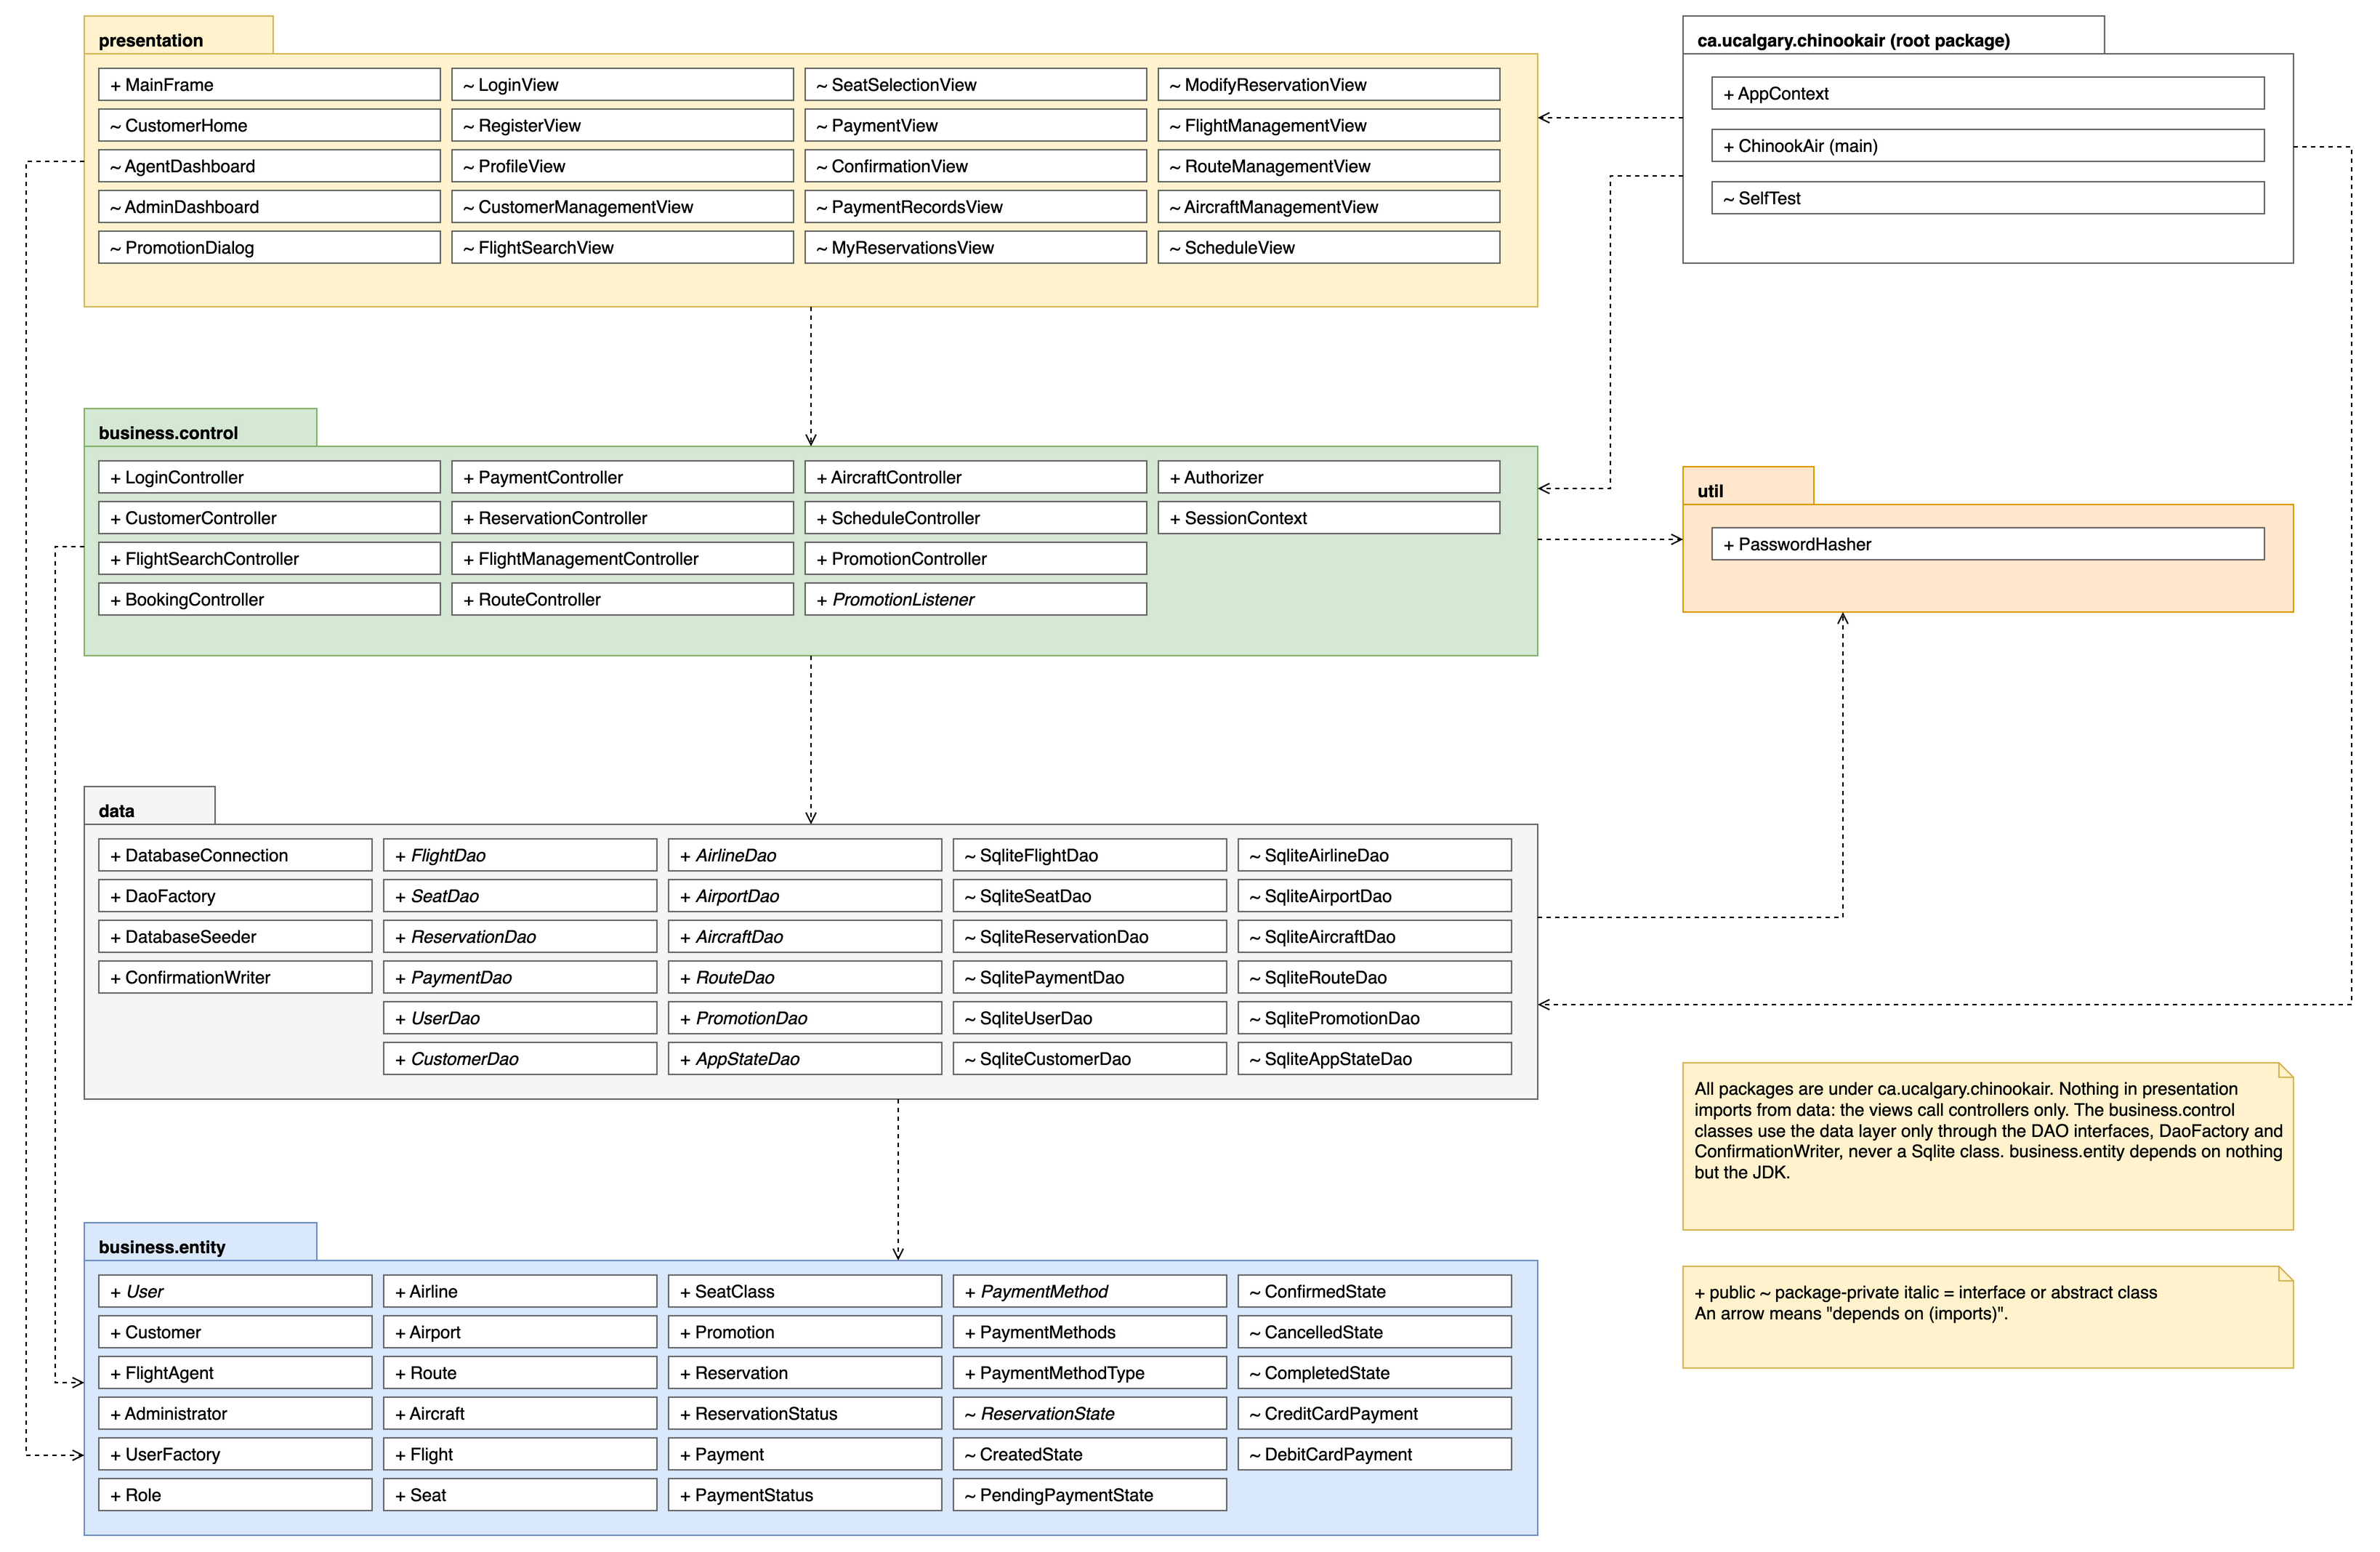 presentation
+ MainFrame
~ CustomerHome
~ AgentDashboard
~ AdminDashboard
~ PromotionDialog
~ LoginView
~ RegisterView
~ ProfileView
~ CustomerManagementView
~ FlightSearchView
~ SeatSelectionView
~ PaymentView
~ ConfirmationView
~ PaymentRecordsView
~ MyReservationsView
~ ModifyReservationView
~ FlightManagementView
~ RouteManagementView
~ AircraftManagementView
~ ScheduleView
ca.ucalgary.chinookair (root package)
+ AppContext
+ ChinookAir (main)
~ SelfTest
business.control
+ LoginController
+ CustomerController
+ FlightSearchController
+ BookingController
+ PaymentController
+ ReservationController
+ FlightManagementController
+ RouteController
+ AircraftController
+ ScheduleController
+ PromotionController
+ PromotionListener
+ Authorizer
+ SessionContext
util
+ PasswordHasher
data
+ DatabaseConnection
+ DaoFactory
+ DatabaseSeeder
+ ConfirmationWriter
+ FlightDao
+ SeatDao
+ ReservationDao
+ PaymentDao
+ UserDao
+ CustomerDao
+ AirlineDao
+ AirportDao
+ AircraftDao
+ RouteDao
+ PromotionDao
+ AppStateDao
~ SqliteFlightDao
~ SqliteSeatDao
~ SqliteReservationDao
~ SqlitePaymentDao
~ SqliteUserDao
~ SqliteCustomerDao
~ SqliteAirlineDao
~ SqliteAirportDao
~ SqliteAircraftDao
~ SqliteRouteDao
~ SqlitePromotionDao
~ SqliteAppStateDao
All packages are under ca.ucalgary.chinookair. Nothing in presentation
imports from data: the views call controllers only. The business.control
classes use the data layer only through the DAO interfaces, DaoFactory and
ConfirmationWriter, never a Sqlite class. business.entity depends on nothing
but the JDK.
business.entity
+ User
+ Customer
+ FlightAgent
+ Administrator
+ UserFactory
+ Role
+ Airline
+ Airport
+ Route
+ Aircraft
+ Flight
+ Seat
+ SeatClass
+ Promotion
+ Reservation
+ ReservationStatus
+ Payment
+ PaymentStatus
+ PaymentMethod
+ PaymentMethods
+ PaymentMethodType
~ ReservationState
~ CreatedState
~ PendingPaymentState
~ ConfirmedState
~ CancelledState
~ CompletedState
~ CreditCardPayment
~ DebitCardPayment
+ public ~ package-private italic = interface or abstract class
An arrow means "depends on (imports)".